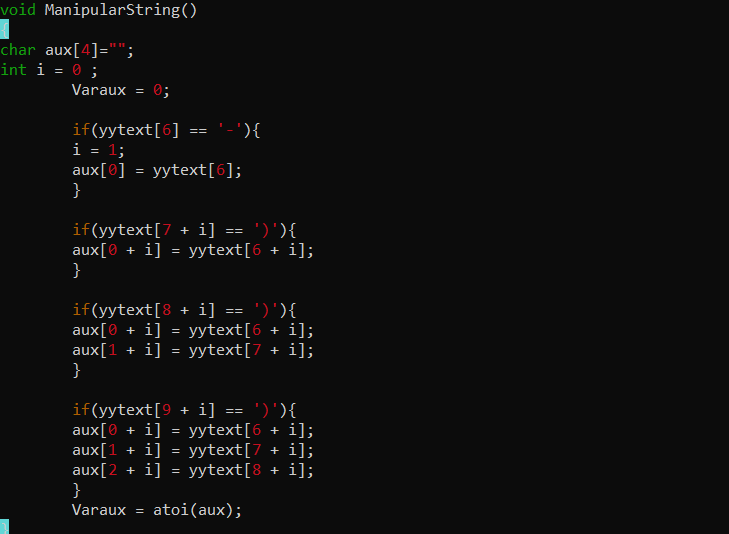 void ManipularString()
{
char aux[4]="";
int i = 0 ;
Varaux = 0;
if(yytext[6] == '-'){
i = 1;
aux[0] = yytext[6];
}
if(yytext[7 + i] == ')'){
aux[0 + i] = yytext[6 + i];
}
if(yytext[8 + i] == ')'){
aux[0 + i] = yytext[6 + i];
aux[1 + i] = yytext[7 + i];
}
if(yytext[9 + i] == ')'){
aux[0 + i] = yytext[6 + i];
aux[1 + i] = yytext[7 + i];
aux[2 + i] = yytext[8 + i];
}
Varaux = atoi(aux);
}